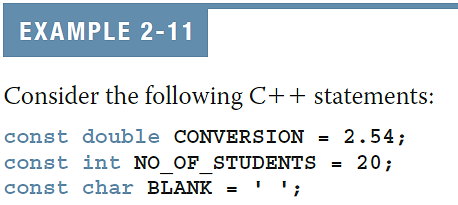 EXAMPLE 2-11
Consider the following C++ statements:
const double CONVERSION = 2.54;
const int NO_OF_STUDENTS = 20;
const char BLANK = ' ';